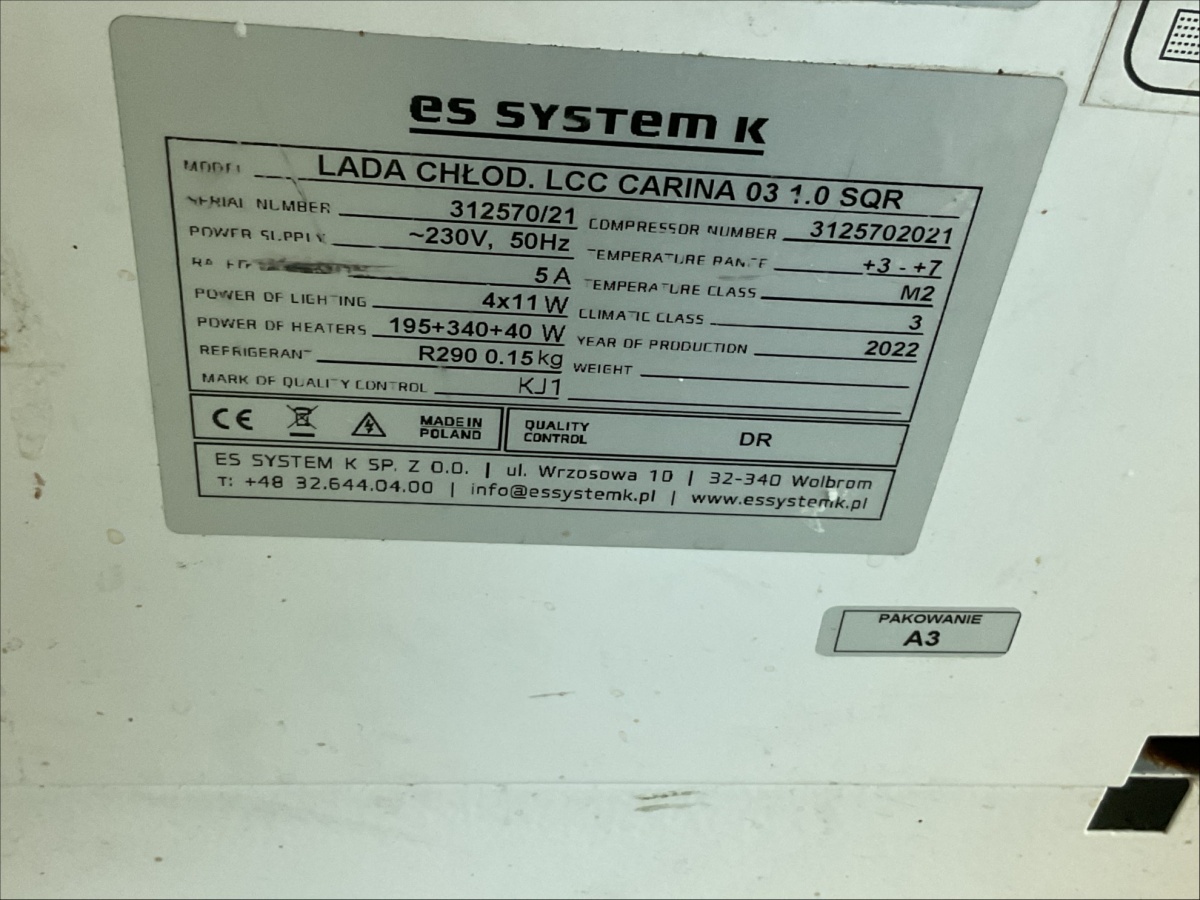 es SYSTEM K
MODEL LADA CHŁOD. LCC CARINA 03 1.0 SQR
SERIAL NUMBER 312570/21
COMPRESSOR NUMBER 3125702021
POWER SUPPLY ~230V, 50Hz
TEMPERATURE RANGE +3 - +7
5 A
TEMPERATURE CLASS M2
POWER OF LIGHTING 4x11 W
CLIMATIC CLASS 3
POWER OF HEATERS 195+340+40 W
YEAR OF PRODUCTION 2022
REFRIGERANT R290 0.15 kg
WEIGHT
MARK OF QUALITY CONTROL KJ1
CE
MADE IN
POLAND
QUALITY
CONTROL
DR
ES SYSTEM K SP. Z O.O. | ul. Wrzosowa 10 | 32-340 Wolbrom
T: +48 32.644.04.00 | info@essystemk.pl | www.essystemk.pl
PAKOWANIE
A3